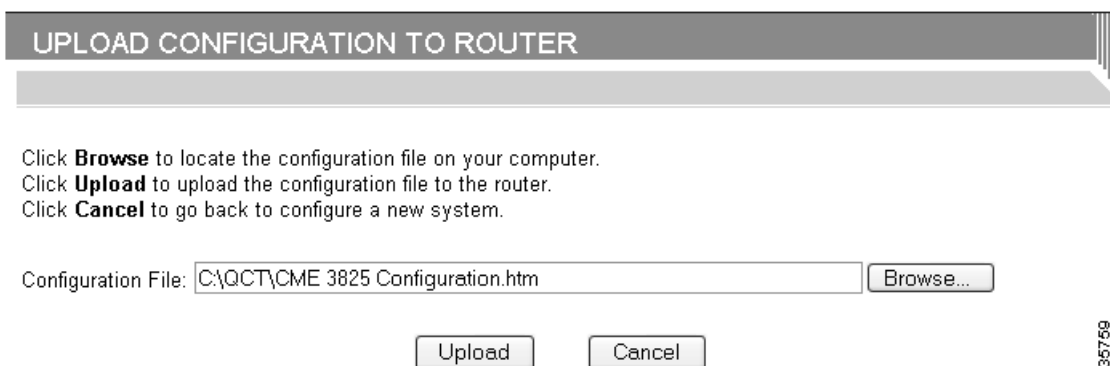 UPLOAD CONFIGURATION TO ROUTER
Click Browse to locate the configuration file on your computer.
Click Upload to upload the configuration file to the router.
Click Cancel to go back to configure a new system.
Configuration File: C:\QCT\CME 3825 Configuration.htm Browse...
Upload Cancel
35759